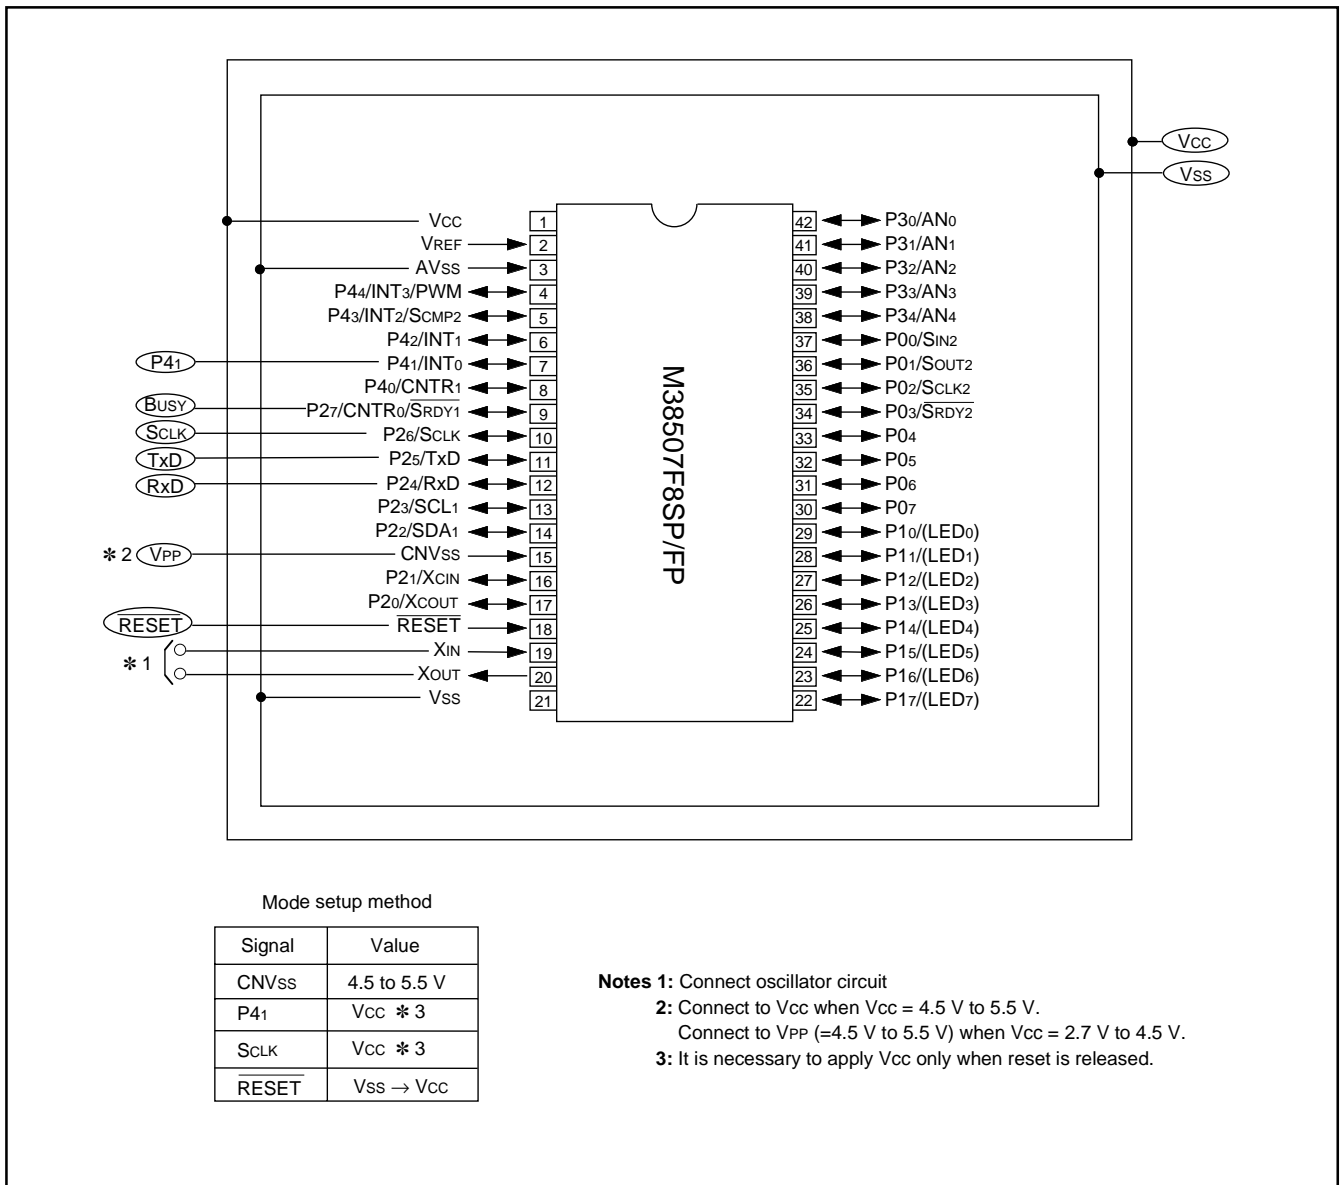 VCC
VSS
VCC 1
VREF 2
AVSS 3
P44/INT3/PWM 4
P43/INT2/SCMP2 5
P42/INT1 6
P41 P41/INT0 7
P40/CNTR1 8
BUSY P27/CNTR0/SRDY1 9
SCLK P26/SCLK 10
TxD P25/TxD 11
RxD P24/RxD 12
P23/SCL1 13
P22/SDA1 14
✻2 VPP CNVSS 15
P21/XCIN 16
P20/XCOUT 17
RESET RESET 18
✻1 XIN 19
XOUT 20
VSS 21
M38507F8SP/FP
42 P30/AN0
41 P31/AN1
40 P32/AN2
39 P33/AN3
38 P34/AN4
37 P00/SIN2
36 P01/SOUT2
35 P02/SCLK2
34 P03/SRDY2
33 P04
32 P05
31 P06
30 P07
29 P10/(LED0)
28 P11/(LED1)
27 P12/(LED2)
26 P13/(LED3)
25 P14/(LED4)
24 P15/(LED5)
23 P16/(LED6)
22 P17/(LED7)
Mode setup method
Signal Value
CNVSS 4.5 to 5.5 V
P41 VCC ✻3
SCLK VCC ✻3
RESET VSS → VCC
Notes 1: Connect oscillator circuit
2: Connect to Vcc when Vcc = 4.5 V to 5.5 V.
Connect to VPP (=4.5 V to 5.5 V) when Vcc = 2.7 V to 4.5 V.
3: It is necessary to apply Vcc only when reset is released.